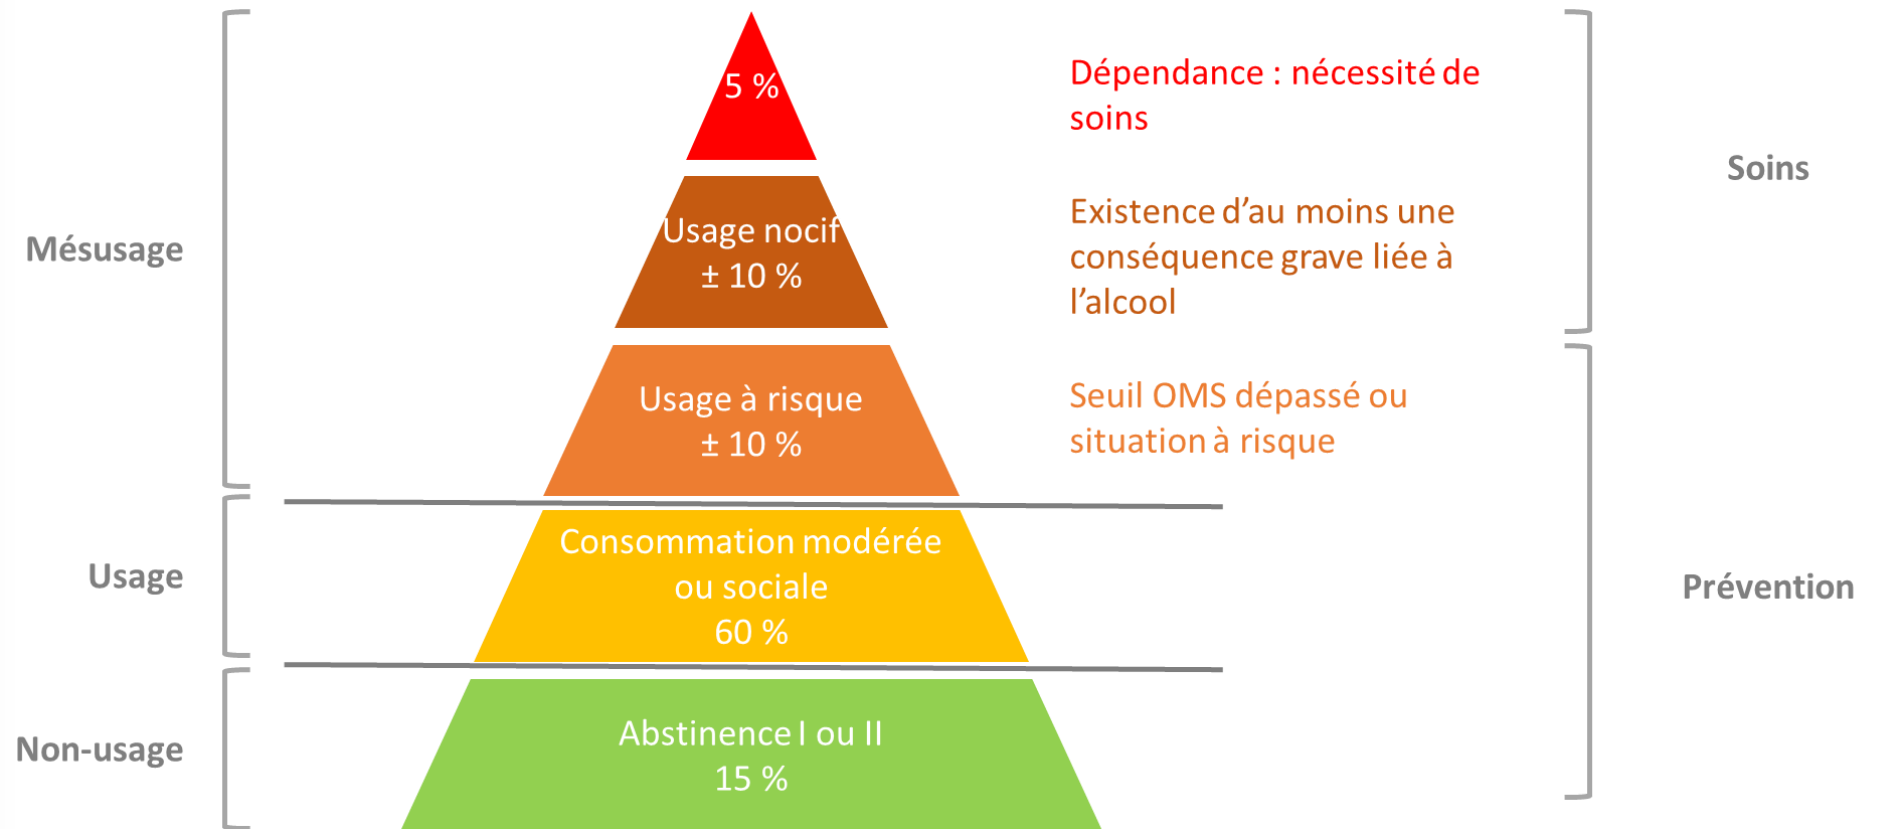 5 %
Dépendance : nécessité de
soins
Soins
Usage nocif
± 10 %
Existence d’au moins une
conséquence grave liée à
l’alcool
Mésusage
Usage à risque
± 10 %
Seuil OMS dépassé ou
situation à risque
Usage
Consommation modérée
ou sociale
60 %
Prévention
Non-usage
Abstinence I ou II
15 %